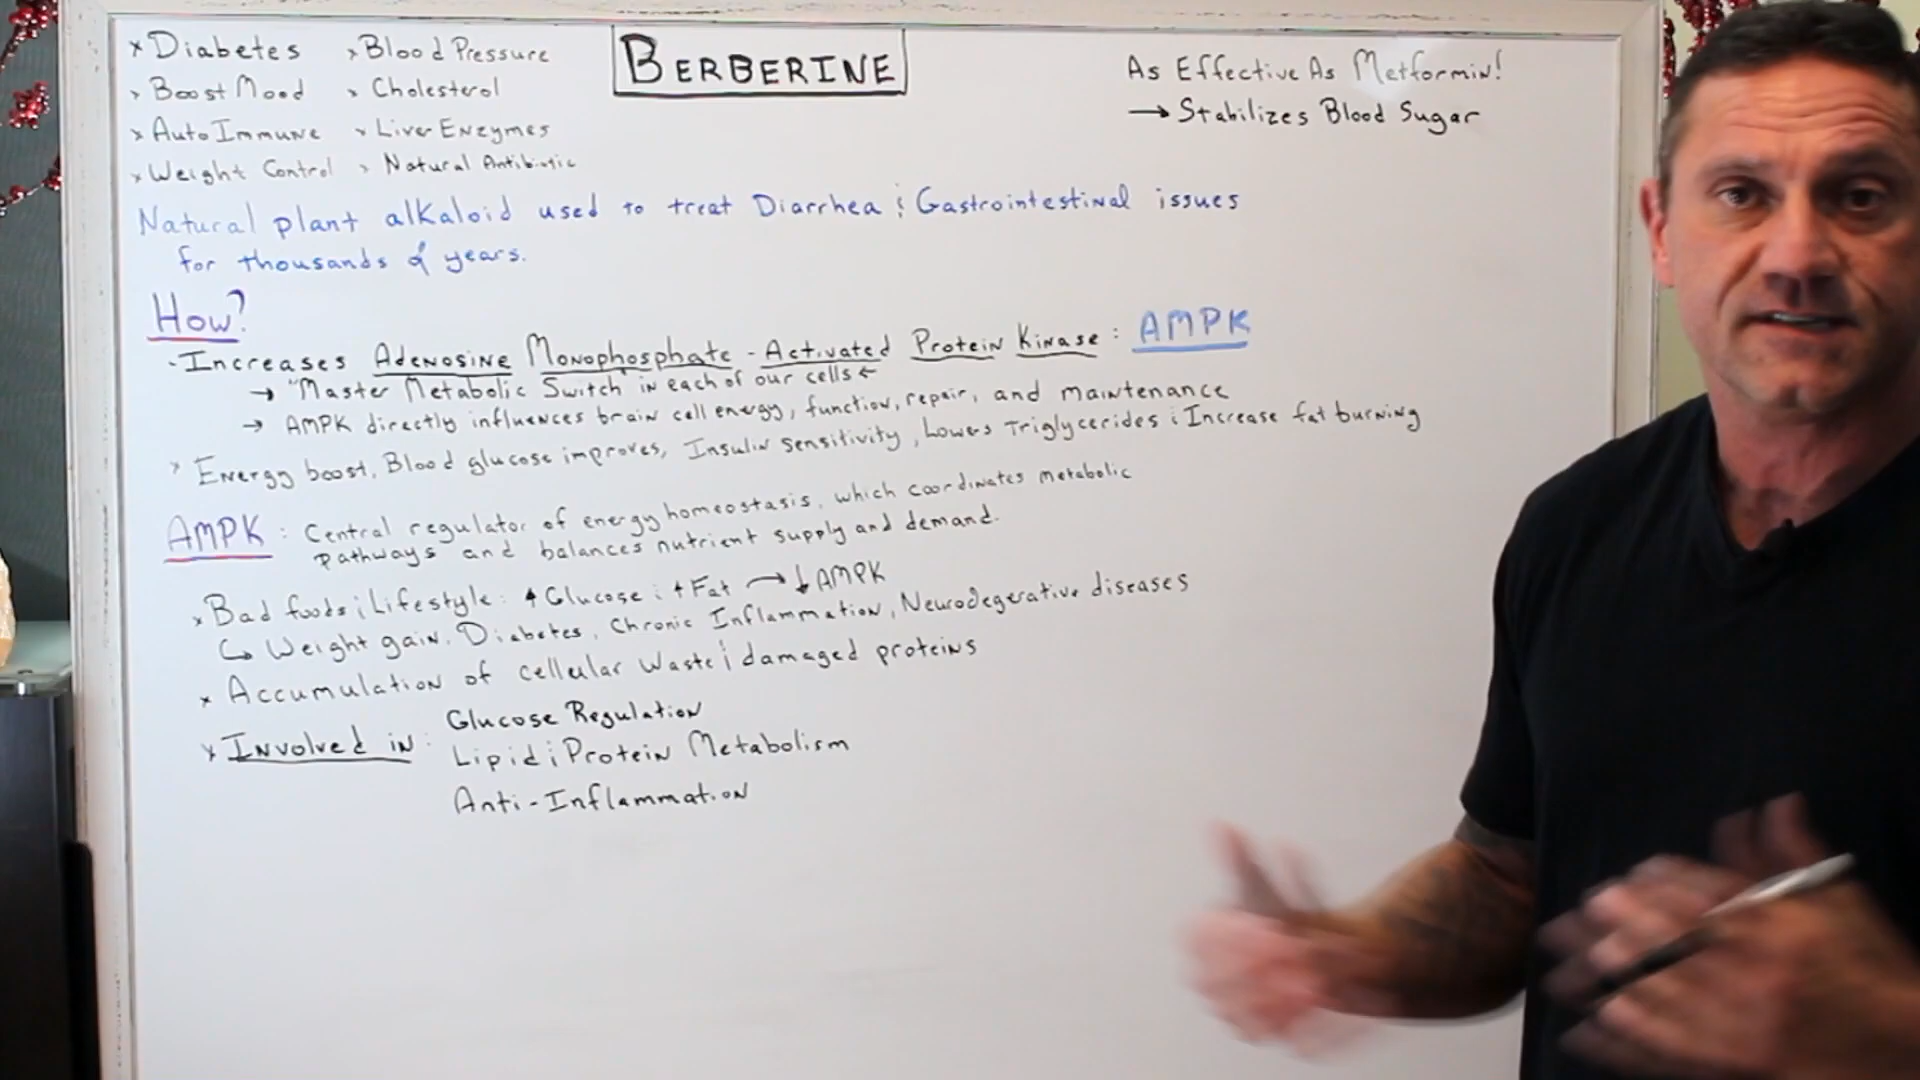 BERBERINE
× Diabetes × Blood Pressure
× Boost Mood × Cholesterol
× Auto Immune × Liver Enzymes
× Weight Control × Natural Antibiotic
As Effective As Metformin!
→ Stabilizes Blood Sugar
Natural plant alkaloid used to treat Diarrhea & Gastrointestinal issues
for thousands of years.
How?
- Increases Adenosine Monophosphate - Activated Protein Kinase : AMPK
→ "Master Metabolic Switch" in each of our cells ←
→ AMPK directly influences brain cell energy, function, repair, and maintenance
× Energy boost, Blood glucose improves, Insulin sensitivity, Lowers Triglycerides & Increase fat burning
AMPK : Central regulator of energy homeostasis, which coordinates metabolic
pathways and balances nutrient supply and demand.
× Bad foods & Lifestyle: ↑ Glucose & ↑ Fat → ↓ AMPK
↳ Weight gain, Diabetes, Chronic Inflammation, Neurodegerative diseases
× Accumulation of cellular waste & damaged proteins
× Involved in: Glucose Regulation
Lipid & Protein Metabolism
Anti-Inflammation